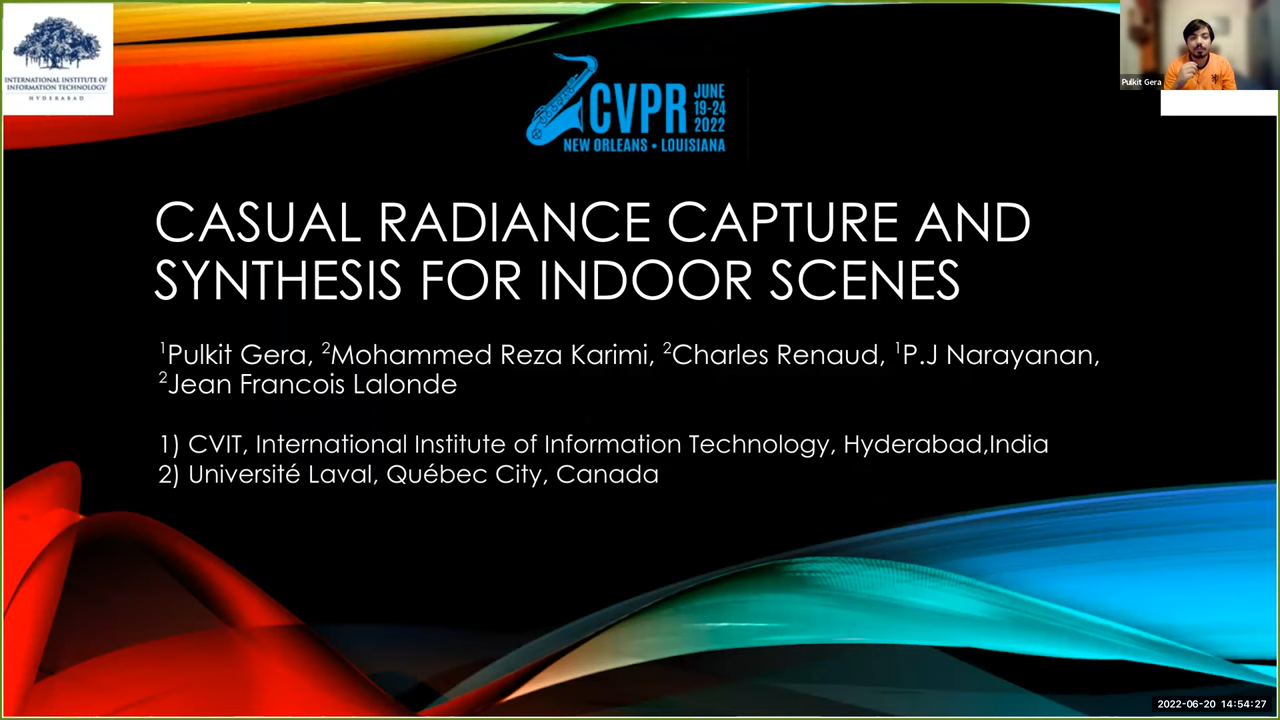 INTERNATIONAL INSTITUTE OF
INFORMATION TECHNOLOGY
HYDERABAD
CVPR
JUNE
19-24
2022
NEW ORLEANS • LOUISIANA
Pulkit Gera
CASUAL RADIANCE CAPTURE AND
SYNTHESIS FOR INDOOR SCENES
¹Pulkit Gera, ²Mohammed Reza Karimi, ²Charles Renaud, ¹P.J Narayanan,
²Jean Francois Lalonde
1) CVIT, International Institute of Information Technology, Hyderabad,India
2) Université Laval, Québec City, Canada
2022-06-20 14:54:27